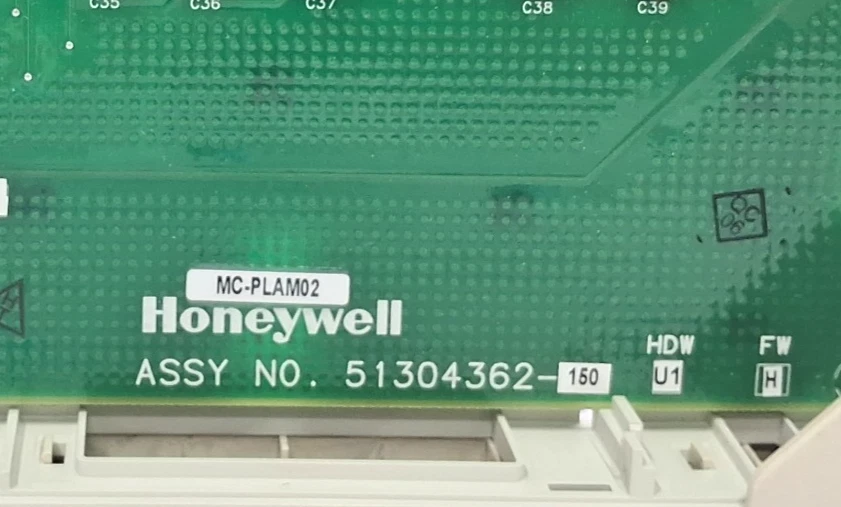 C35 C36 C37 C38 C39
MC-PLAM02
Honeywell
HDW FW
ASSY NO. 51304362-150 U1 H